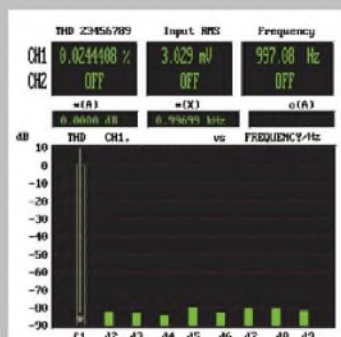 THD 23456789 Input RMS Frequency
CH1 0.0244408 % 3.029 mV 997.08 Hz
CH2 OFF OFF OFF
*(A) *(X) o(A)
0.0000 dB 0.99699 kHz
dB THD CH1. vs FREQUENCY/Hz
10
0
-10
-20
-30
-40
-50
-60
-70
-80
-90
f1 d2 d3 d4 d5 d6 d7 d8 d9